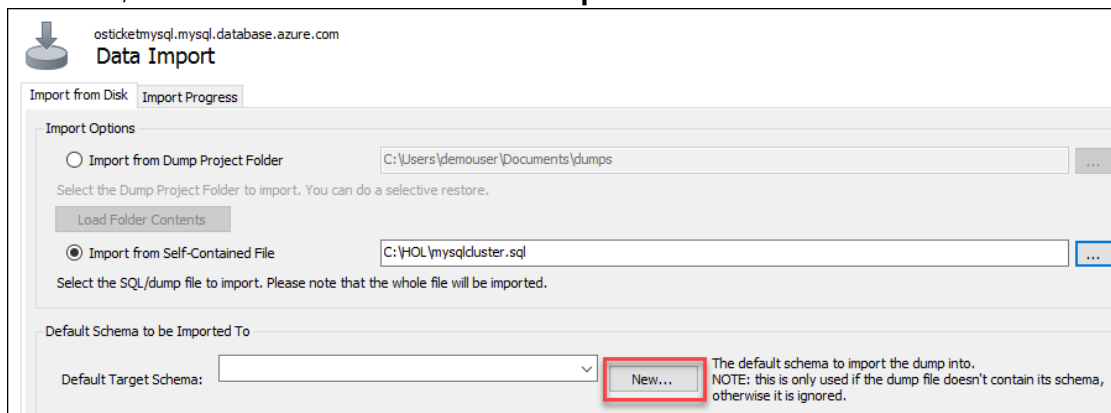 osticketmysql.mysql.database.azure.com
Data Import
Import from Disk Import Progress
Import Options
Import from Dump Project Folder C:\Users\demouser\Documents\dumps ...
Select the Dump Project Folder to import. You can do a selective restore.
Load Folder Contents
Import from Self-Contained File C:\HOL\mysqlcluster.sql ...
Select the SQL/dump file to import. Please note that the whole file will be imported.
Default Schema to be Imported To
Default Target Schema: New... The default schema to import the dump into.
NOTE: this is only used if the dump file doesn't contain its schema,
otherwise it is ignored.